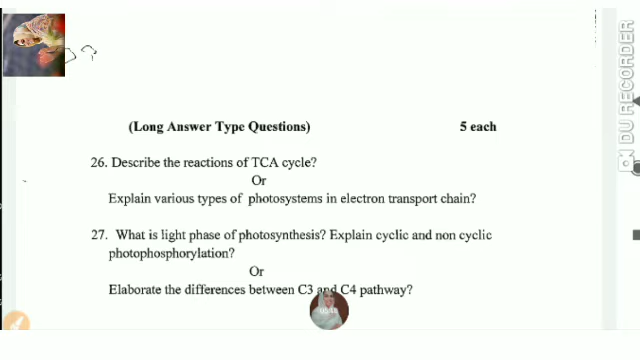 (Long Answer Type Questions) 5 each
26. Describe the reactions of TCA cycle?
Or
Explain various types of photosystems in electron transport chain?
27. What is light phase of photosynthesis? Explain cyclic and non cyclic
photophosphorylation?
Or
Elaborate the differences between C3 and C4 pathway?
DU RECORDER